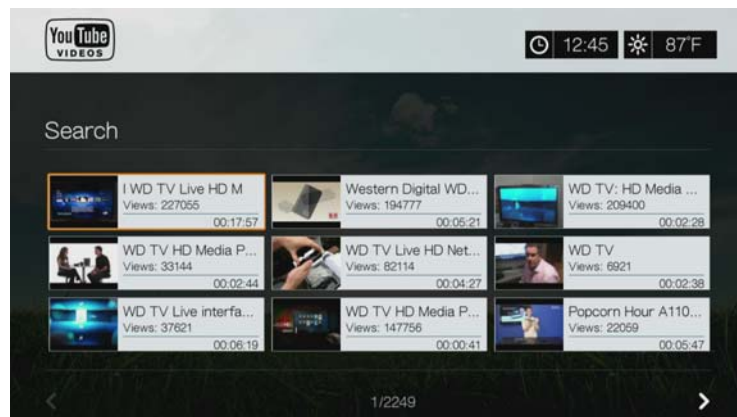 You Tube
VIDEOS
12:45 87°F
Search
I WD TV Live HD M
Views: 227055
00:17:57
Western Digital WD...
Views: 194777
00:05:21
WD TV: HD Media ...
Views: 209400
00:02:28
WD TV HD Media P...
Views: 33144
00:02:44
WD TV Live HD Net...
Views: 82114
00:04:27
WD TV
Views: 6921
00:02:38
WD TV Live interfa...
Views: 37621
00:06:19
WD TV HD Media P...
Views: 147756
00:00:41
Popcorn Hour A110...
Views: 22059
00:05:47
1/2249